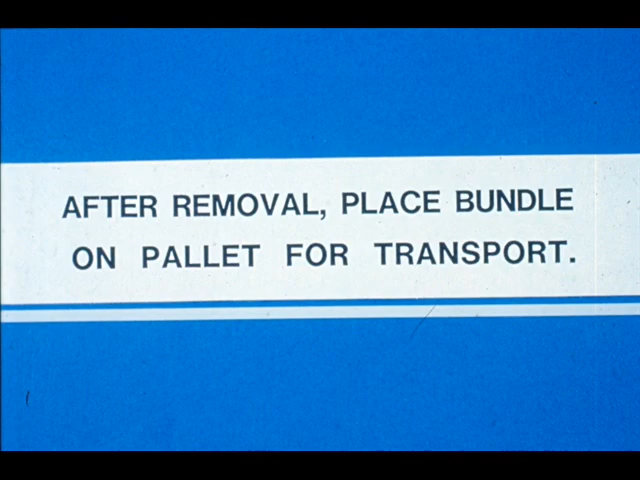 AFTER REMOVAL, PLACE BUNDLE
ON PALLET FOR TRANSPORT.